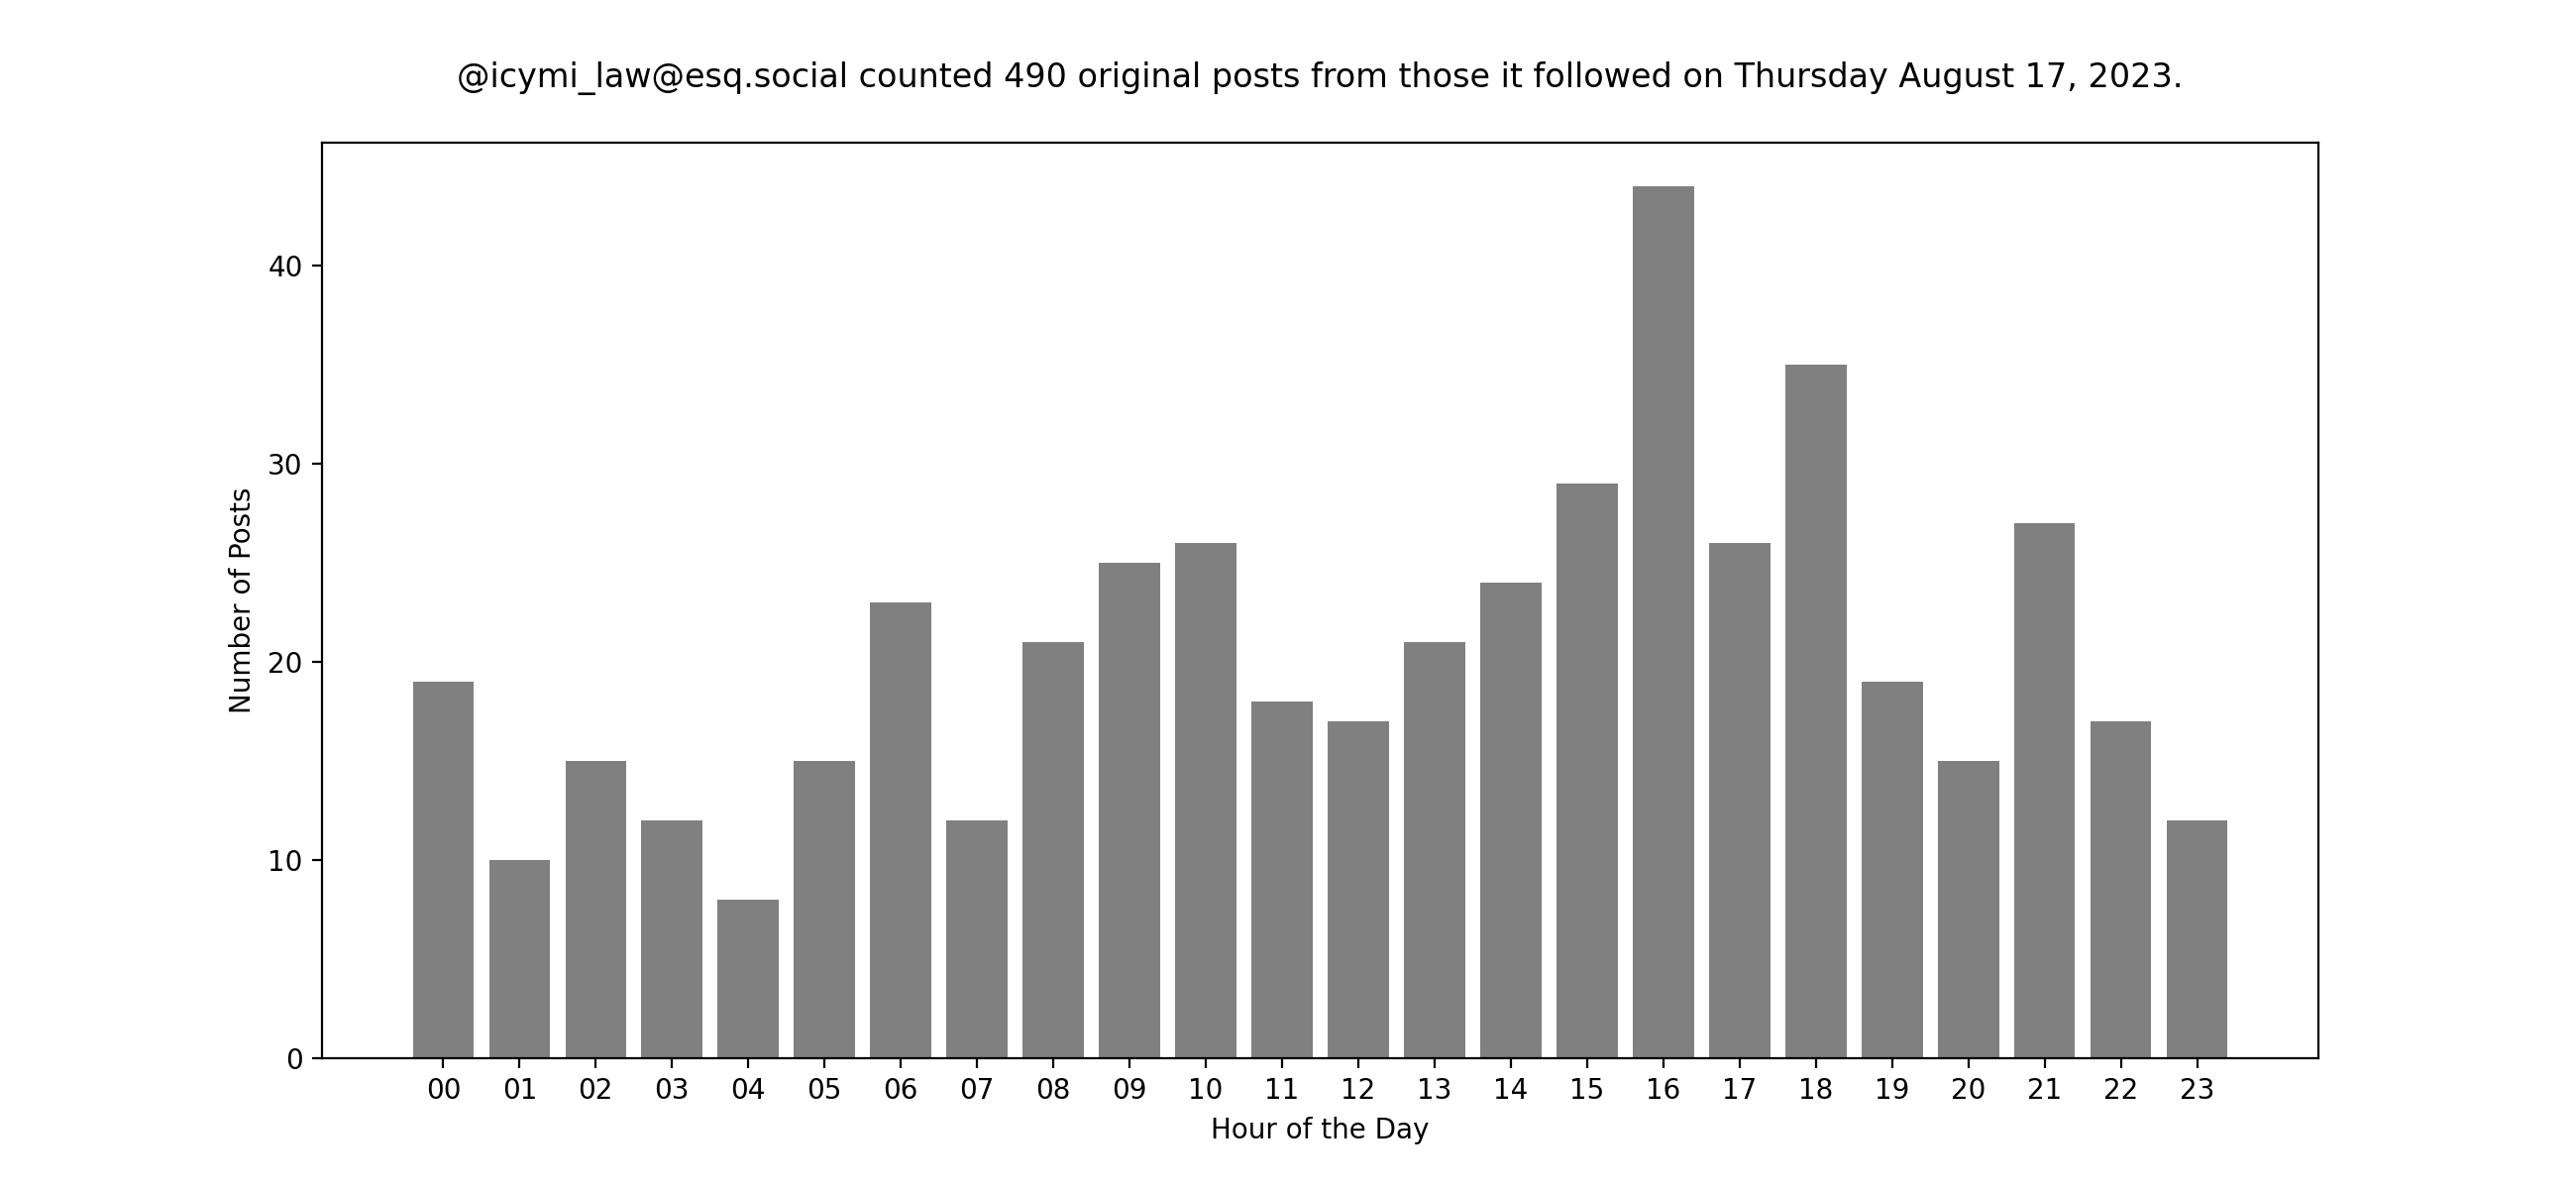 @icymi_law@esq.social counted 490 original posts from those it followed on Thursday August 17, 2023.
Number of Posts
40
30
20
10
0
00 01 02 03 04 05 06 07 08 09 10 11 12 13 14 15 16 17 18 19 20 21 22 23
Hour of the Day